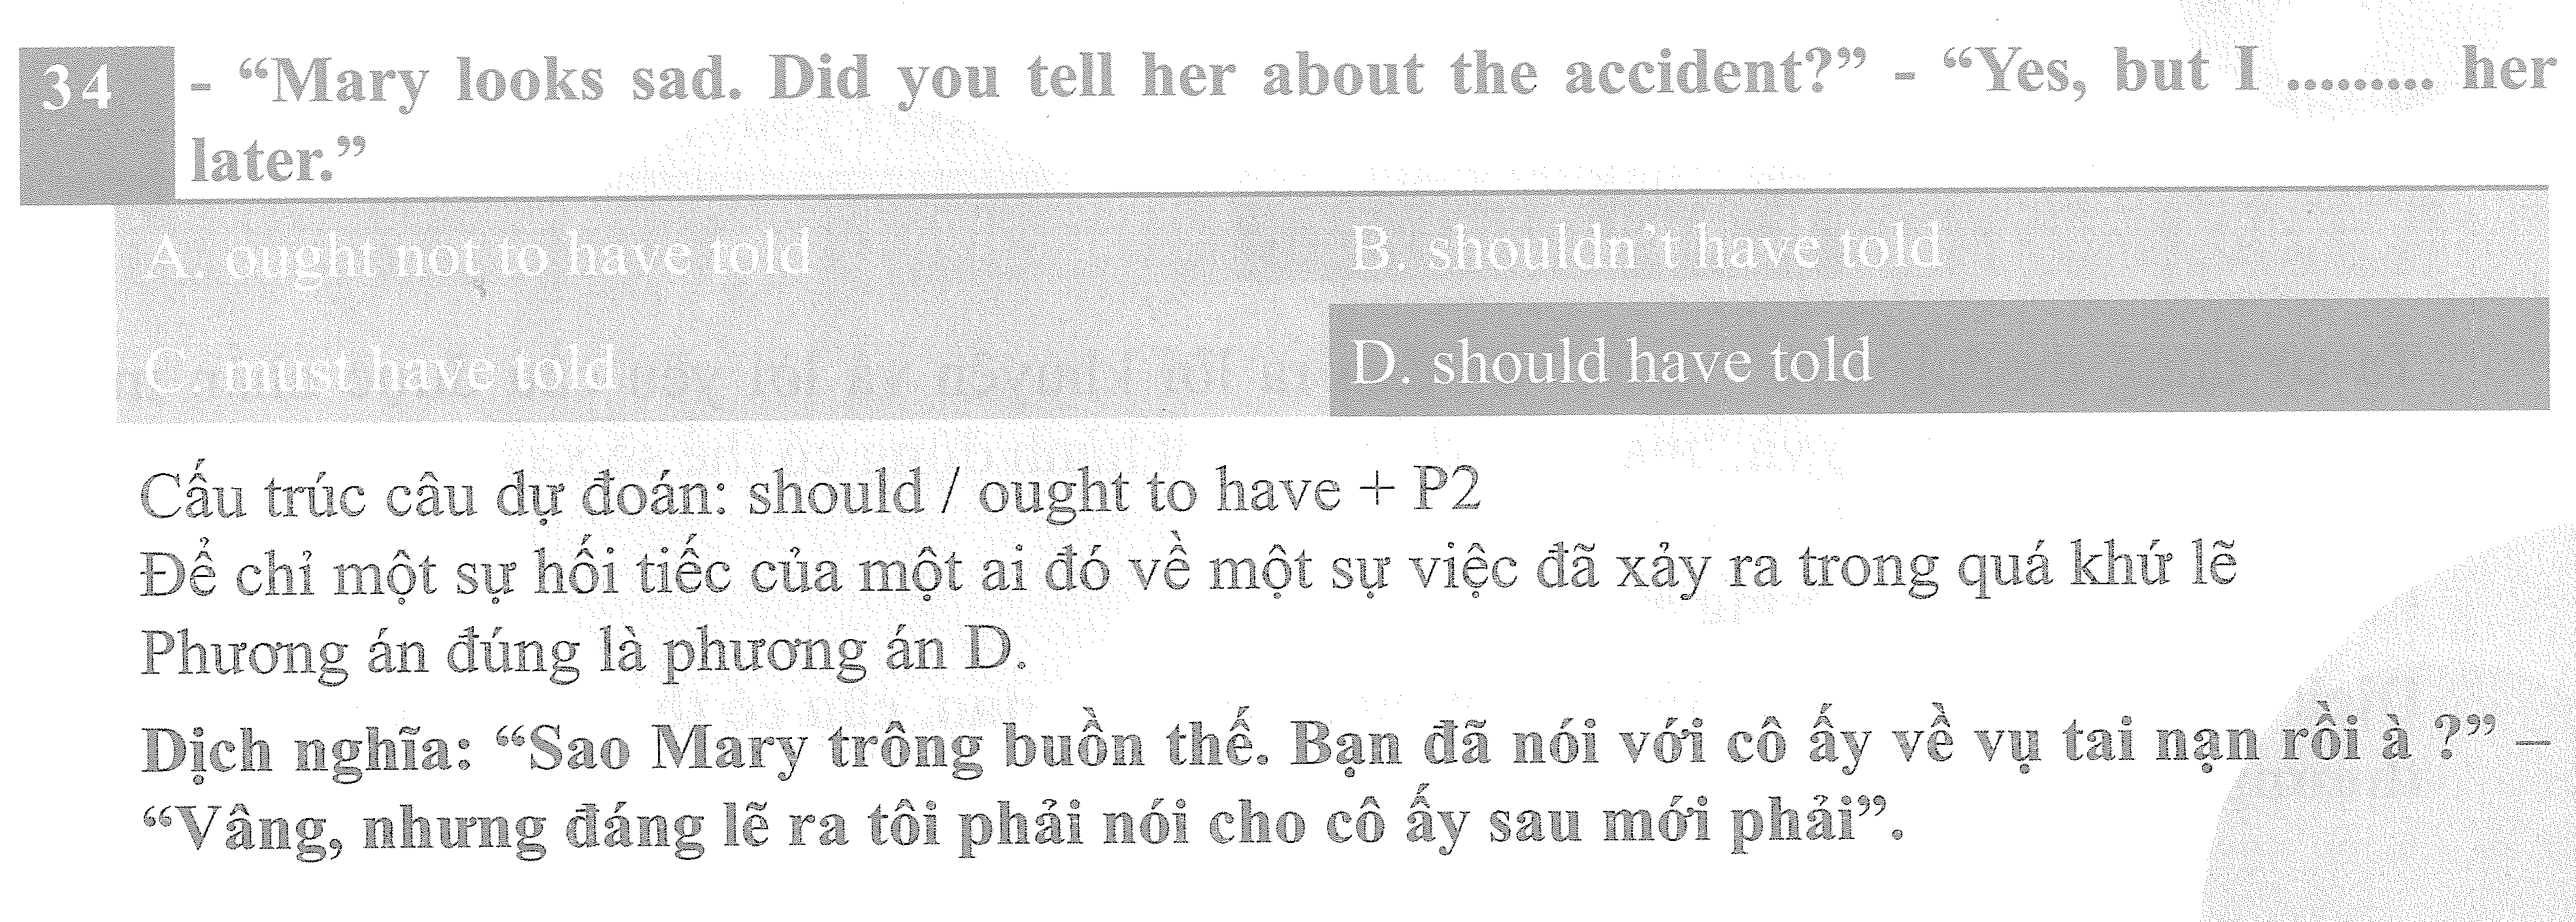 34 - “Mary looks sad. Did you tell her about the accident?” - “Yes, but I ......... her
later.”
A. ought not to have told B. shouldn’t have told
C. must have told D. should have told
Cấu trúc câu dự đoán: should / ought to have + P2
Để chỉ một sự hối tiếc của một ai đó về một sự việc đã xảy ra trong quá khứ lẽ
Phương án đúng là phương án D.
Dịch nghĩa: “Sao Mary trông buồn thế. Bạn đã nói với cô ấy về vụ tai nạn rồi à ?” –
“Vâng, nhưng đáng lẽ ra tôi phải nói cho cô ấy sau mới phải”.